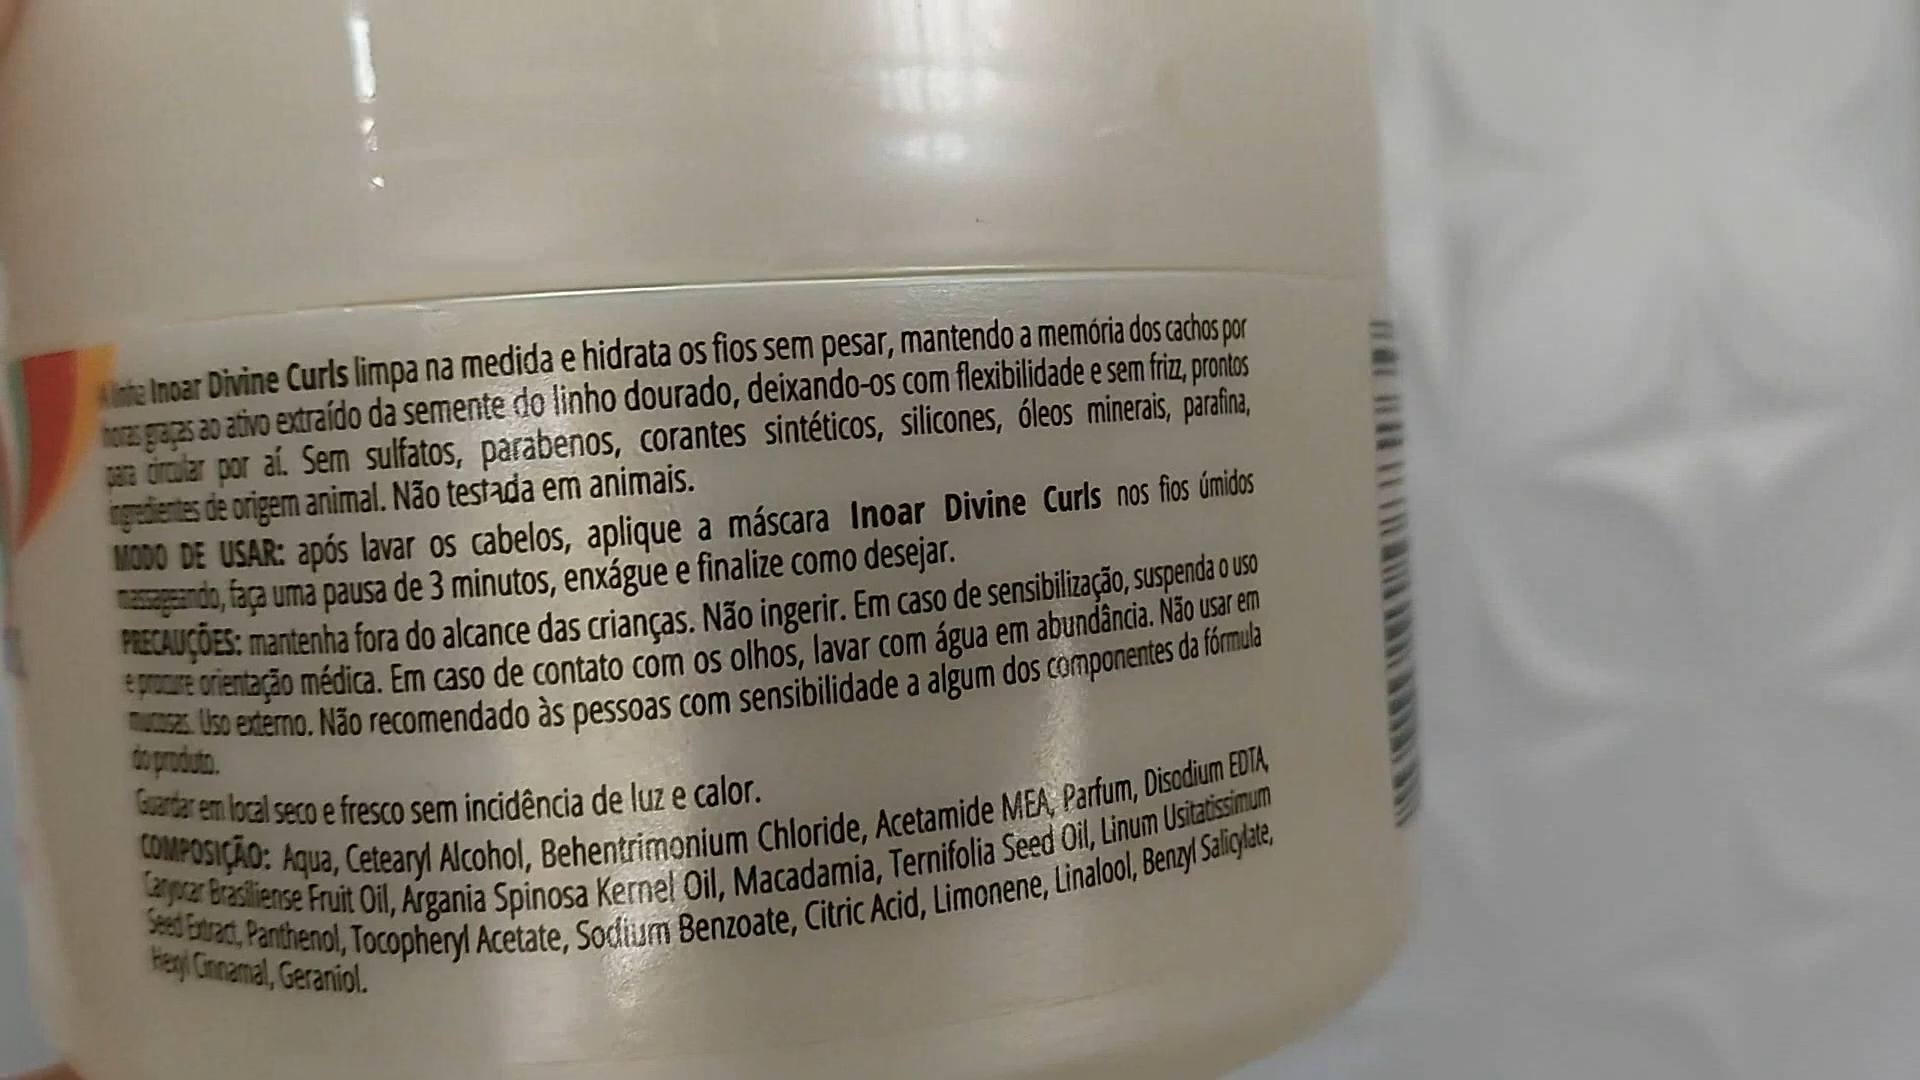 A linha Inoar Divine Curls limpa na medida e hidrata os fios sem pesar, mantendo a memória dos cachos por
horas graças ao ativo extraído da semente do linho dourado, deixando-os com flexibilidade e sem frizz, prontos
para circular por aí. Sem sulfatos, parabenos, corantes sintéticos, silicones, óleos minerais, parafina,
ingredientes de origem animal. Não testada em animais.
MODO DE USAR: após lavar os cabelos, aplique a máscara Inoar Divine Curls nos fios úmidos
massageando, faça uma pausa de 3 minutos, enxágue e finalize como desejar.
PRECAUÇÕES: mantenha fora do alcance das crianças. Não ingerir. Em caso de sensibilização, suspenda o uso
e procure orientação médica. Em caso de contato com os olhos, lavar com água em abundância. Não usar em
mucosas. Uso externo. Não recomendado às pessoas com sensibilidade a algum dos componentes da fórmula
do produto.
Guardar em local seco e fresco sem incidência de luz e calor.
COMPOSIÇÃO: Aqua, Cetearyl Alcohol, Behentrimonium Chloride, Acetamide MEA, Parfum, Disodium EDTA,
Caryocar Brasiliense Fruit Oil, Argania Spinosa Kernel Oil, Macadamia, Ternifolia Seed Oil, Linum Usitatissimum
Seed Extract, Panthenol, Tocopheryl Acetate, Sodium Benzoate, Citric Acid, Limonene, Linalool, Benzyl Salicylate,
Hexyl Cinnamal, Geraniol.